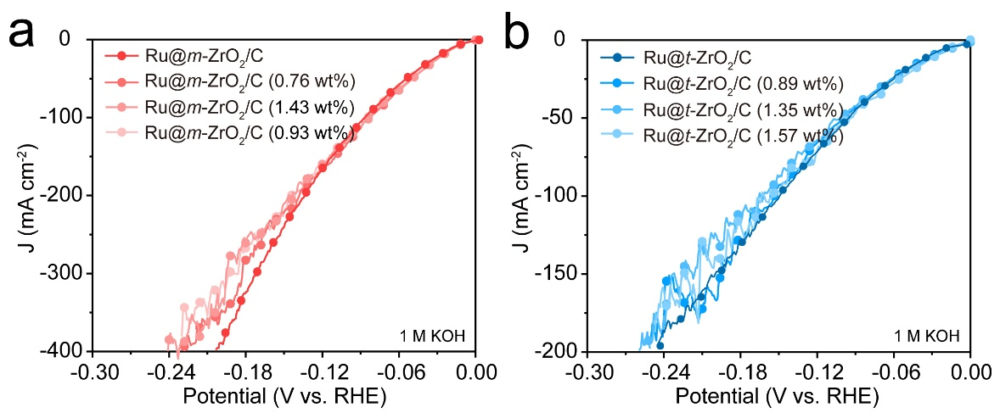 a
0
-100
-200
-300
-400
J (mA cm-2)
Ru@m-ZrO2/C
Ru@m-ZrO2/C (0.76 wt%)
Ru@m-ZrO2/C (1.43 wt%)
Ru@m-ZrO2/C (0.93 wt%)
1 M KOH
-0.30 -0.24 -0.18 -0.12 -0.06 0.00
Potential (V vs. RHE)
b
0
-50
-100
-150
-200
J (mA cm-2)
Ru@t-ZrO2/C
Ru@t-ZrO2/C (0.89 wt%)
Ru@t-ZrO2/C (1.35 wt%)
Ru@t-ZrO2/C (1.57 wt%)
1 M KOH
-0.30 -0.24 -0.18 -0.12 -0.06 0.00
Potential (V vs. RHE)